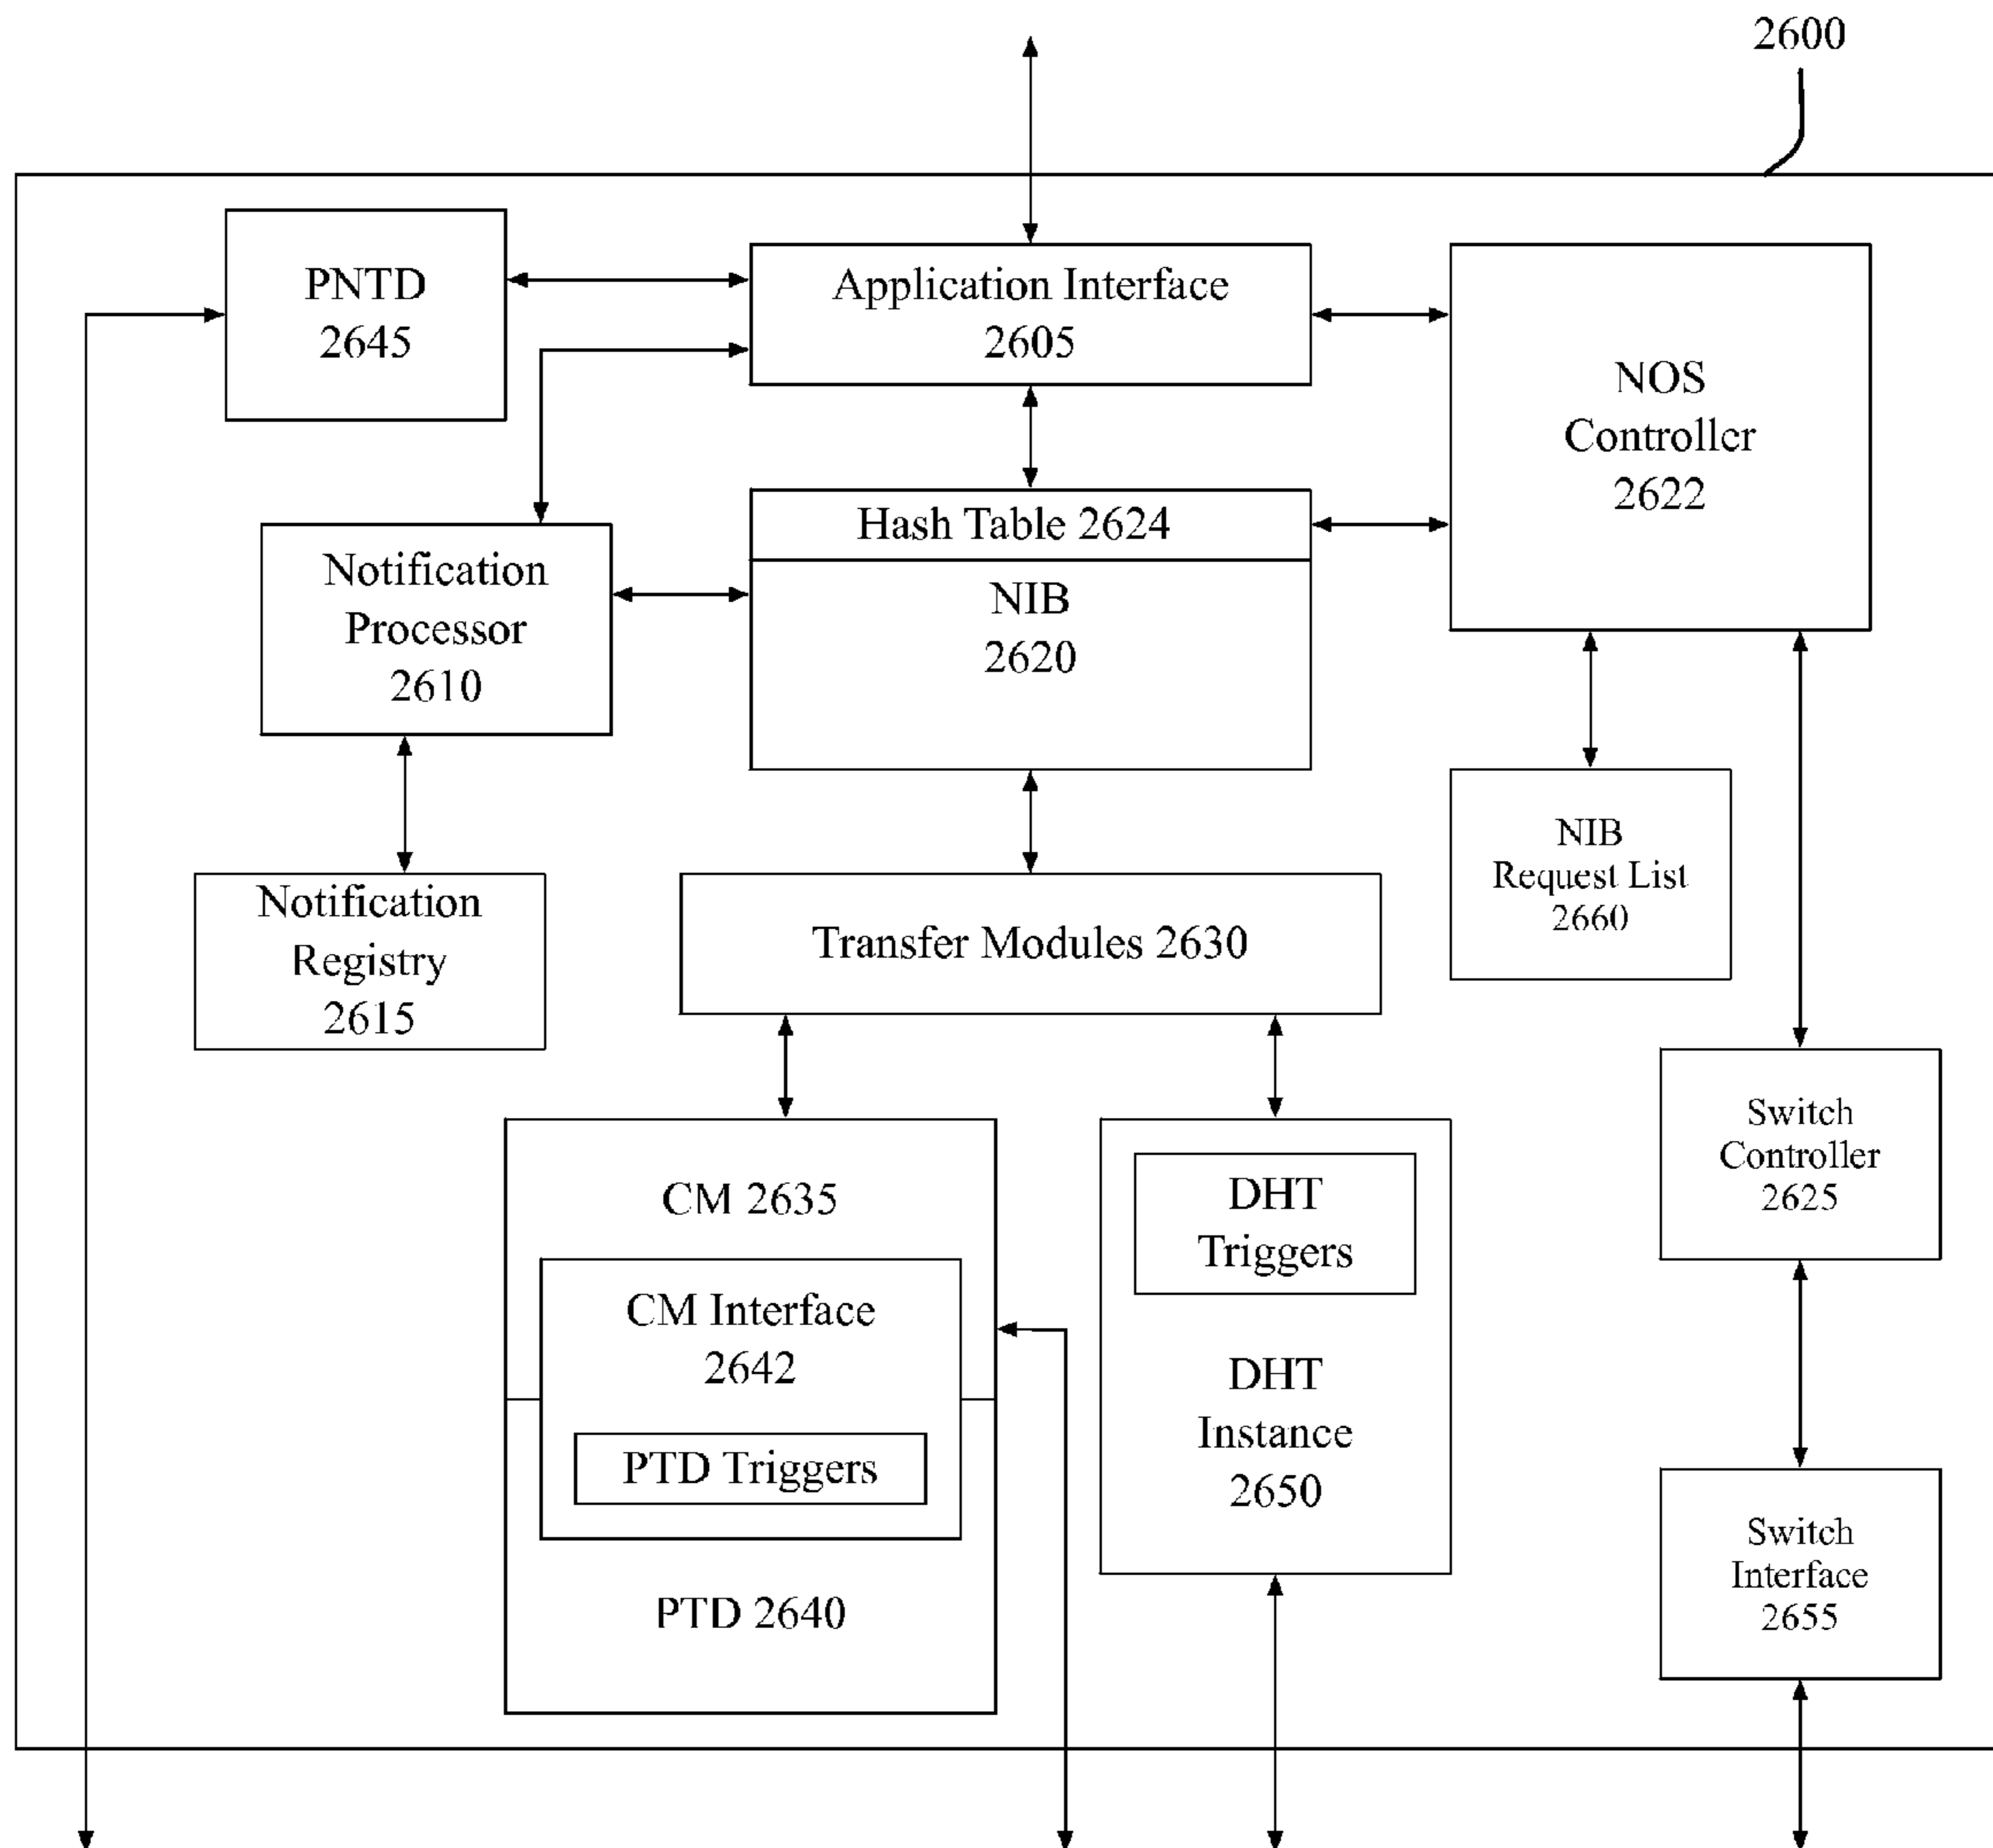 2600
PNTD
2645
Application Interface
2605
NOS
Controller
2622
Hash Table 2624
NIB
2620
Notification
Processor
2610
NIB
Request List
2660
Notification
Registry
2615
Transfer Modules 2630
Switch
Controller
2625
CM 2635
CM Interface
2642
PTD Triggers
PTD 2640
DHT
Triggers
DHT
Instance
2650
Switch
Interface
2655